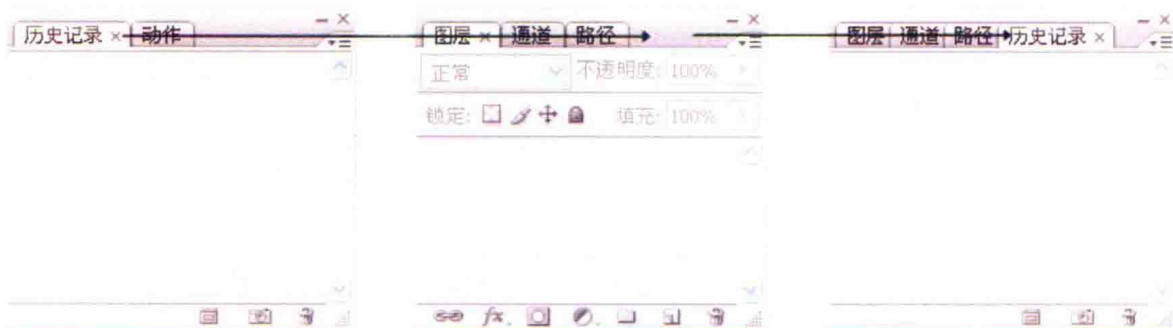 历史记录 × 动作
图层 × 通道 路径
正常 不透明度: 100%
锁定: 填充: 100%
图层 通道 路径 历史记录 ×